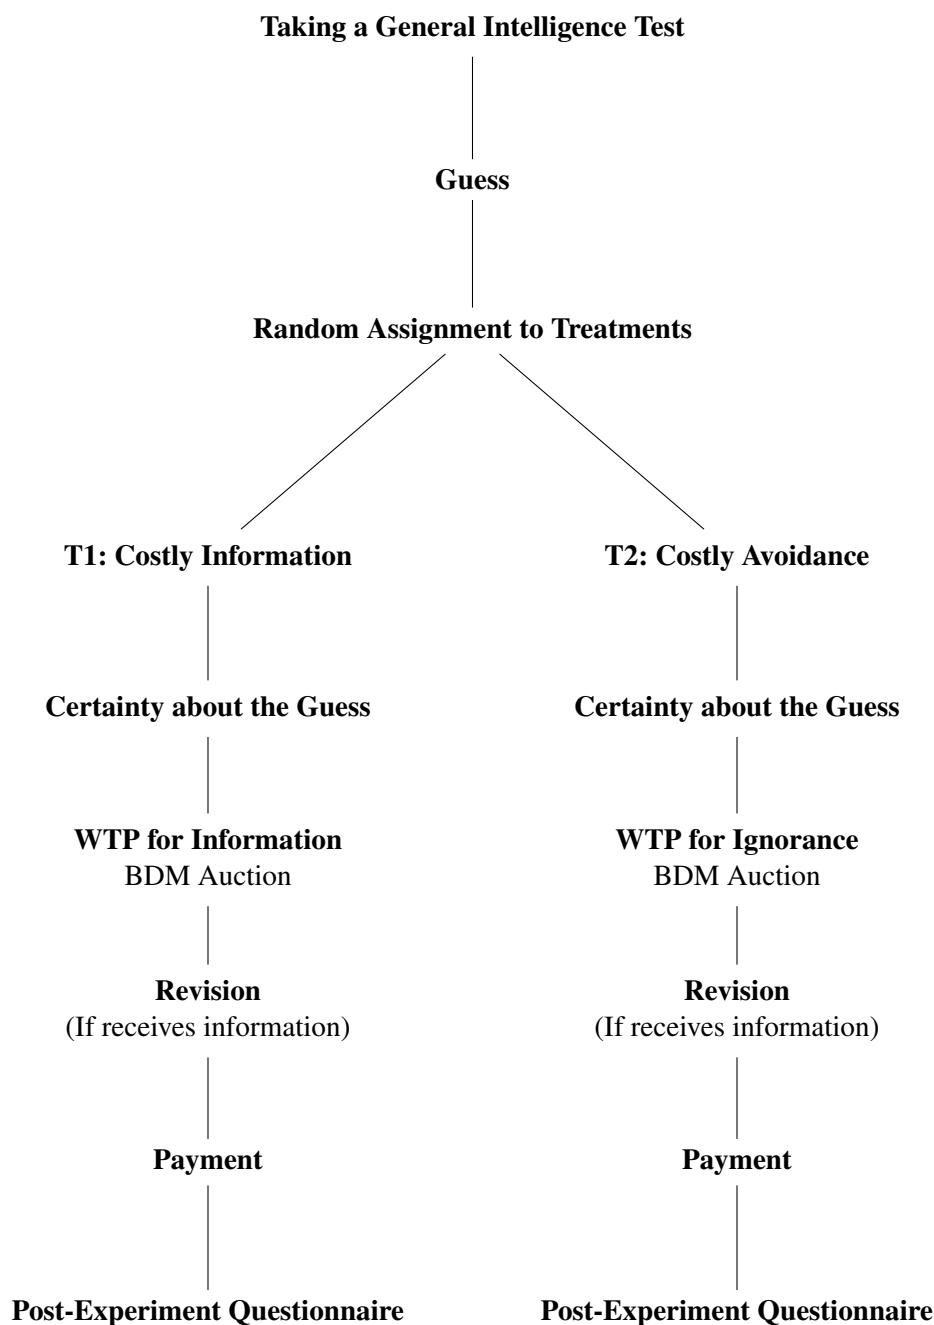 Taking a General Intelligence Test
Guess
Random Assignment to Treatments
T1: Costly Information
T2: Costly Avoidance
Certainty about the Guess
Certainty about the Guess
WTP for Information
BDM Auction
WTP for Ignorance
BDM Auction
Revision
(If receives information)
Revision
(If receives information)
Payment
Payment
Post-Experiment Questionnaire
Post-Experiment Questionnaire